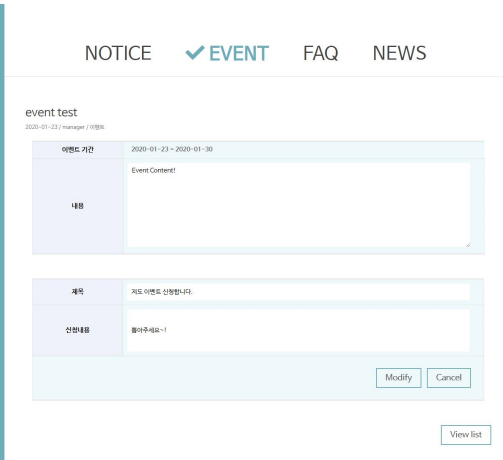 NOTICE EVENT FAQ NEWS
event test
2020-01-23 / manager / 이벤트
이벤트 기간 2020-01-23 ~ 2020-01-30
내용 Event Content!
제목 저도 이벤트 신청합니다.
신청내용 뽑아주세요~!
Modify Cancel
View list